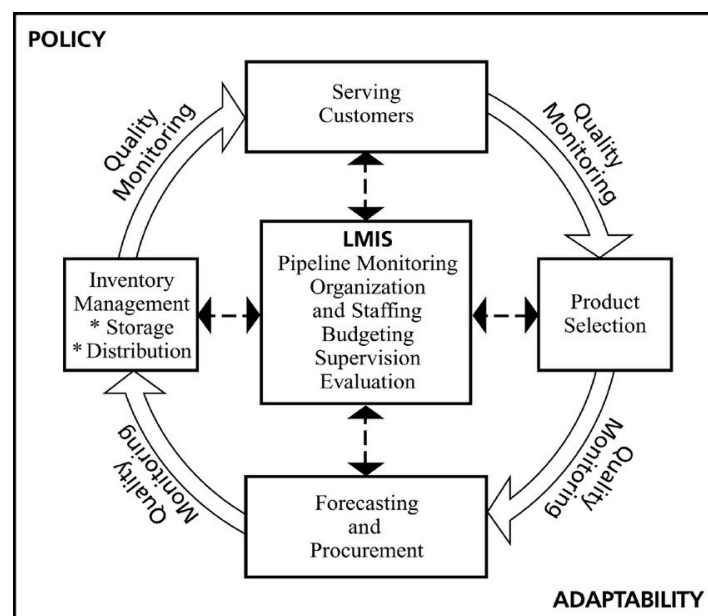 POLICY
Serving
Customers
Quality
Monitoring
Quality
Monitoring
LMIS
Pipeline Monitoring
Organization
and Staffing
Budgeting
Supervision
Evaluation
Inventory
Management
* Storage
* Distribution
Product
Selection
Quality
Monitoring
Quality
Monitoring
Forecasting
and
Procurement
ADAPTABILITY